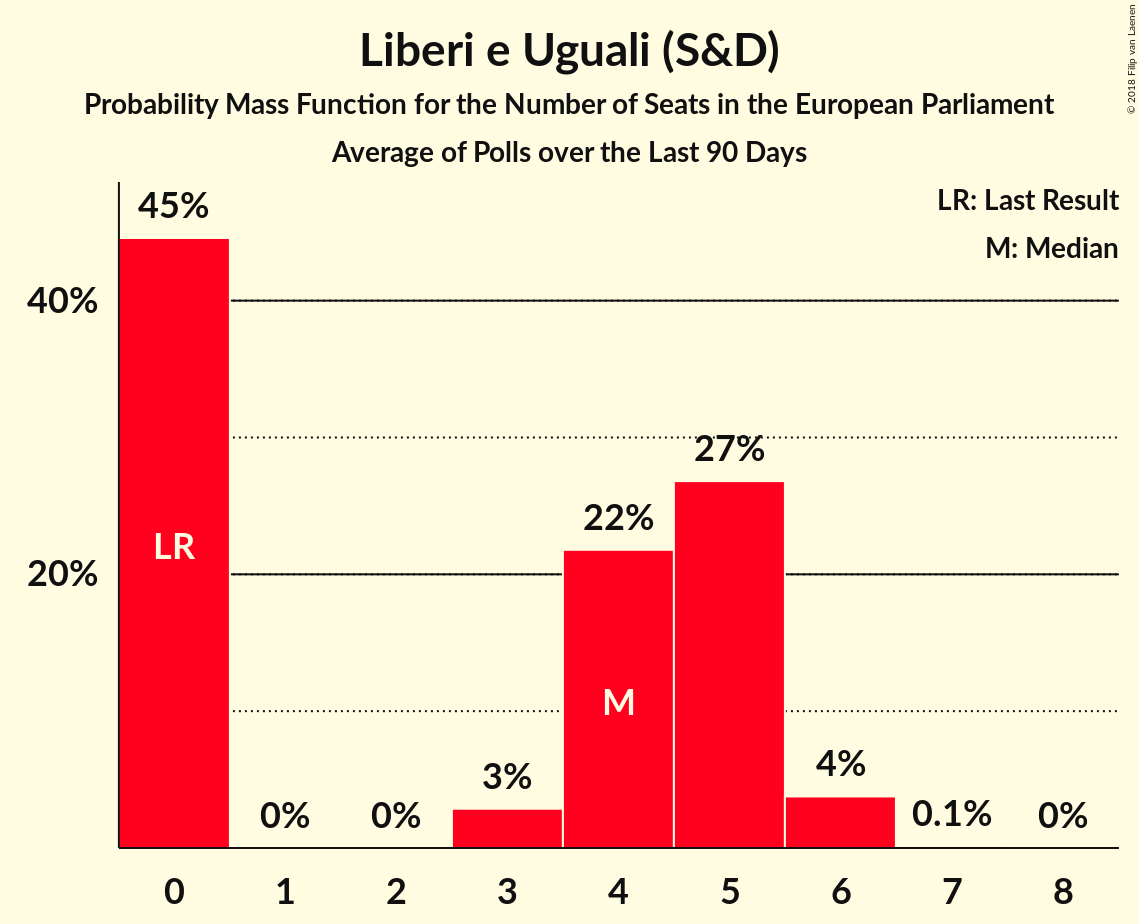 Liberi e Uguali (S&D)
Probability Mass Function for the Number of Seats in the European Parliament
Average of Polls over the Last 90 Days
© 2018 Filip van Laenen
LR: Last Result
M: Median
45%
40%
27%
22%
LR
20%
M
3%
4%
0%
0%
0.1%
0%
0 1 2 3 4 5 6 7 8